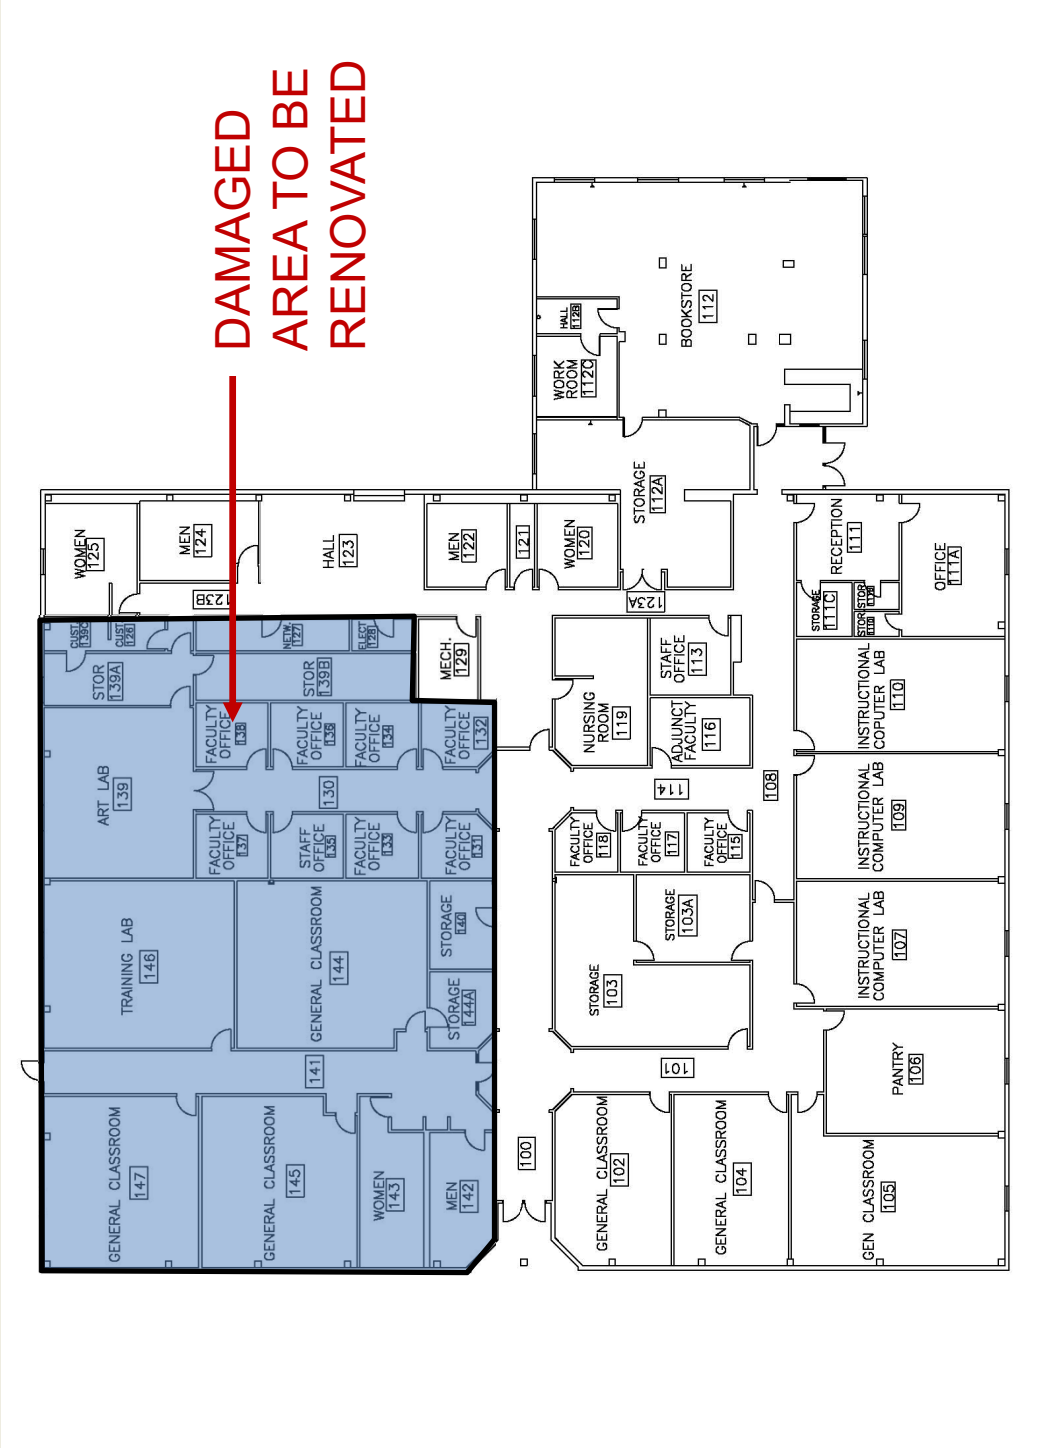 DAMAGED
AREA TO BE
RENOVATED
WOMEN
125
MEN
124
HALL
123
123B
MEN
122
121
WOMEN
120
123A
STORAGE
112A
WORK
ROOM
112C
HALL
112B
BOOKSTORE
112
RECEPTION
111
OFFICE
111A
STORAGE
111C
STOR
STOR
CUST.
139C
CUST.
126
NETW.
127
ELECT
128
MECH.
129
STOR
139A
STOR
139B
STAFF
OFFICE
113
NURSING
ROOM
119
ADJUNCT
FACULTY
116
INSTRUCTIONAL
COPUTER LAB
110
FACULTY
OFFICE
138
FACULTY
OFFICE
136
FACULTY
OFFICE
134
FACULTY
OFFICE
132
ART LAB
139
130
114
108
FACULTY
OFFICE
137
STAFF
OFFICE
135
FACULTY
OFFICE
133
FACULTY
OFFICE
131
FACULTY
OFFICE
118
FACULTY
OFFICE
117
FACULTY
OFFICE
115
INSTRUCTIONAL
COMPUTER LAB
109
TRAINING LAB
146
GENERAL CLASSROOM
144
STORAGE
140
STORAGE
144A
STORAGE
103
STORAGE
103A
INSTRUCTIONAL
COMPUTER LAB
107
141
101
PANTRY
106
GENERAL CLASSROOM
147
GENERAL CLASSROOM
145
WOMEN
143
MEN
142
100
GENERAL CLASSROOM
102
GENERAL CLASSROOM
104
GEN CLASSROOM
105